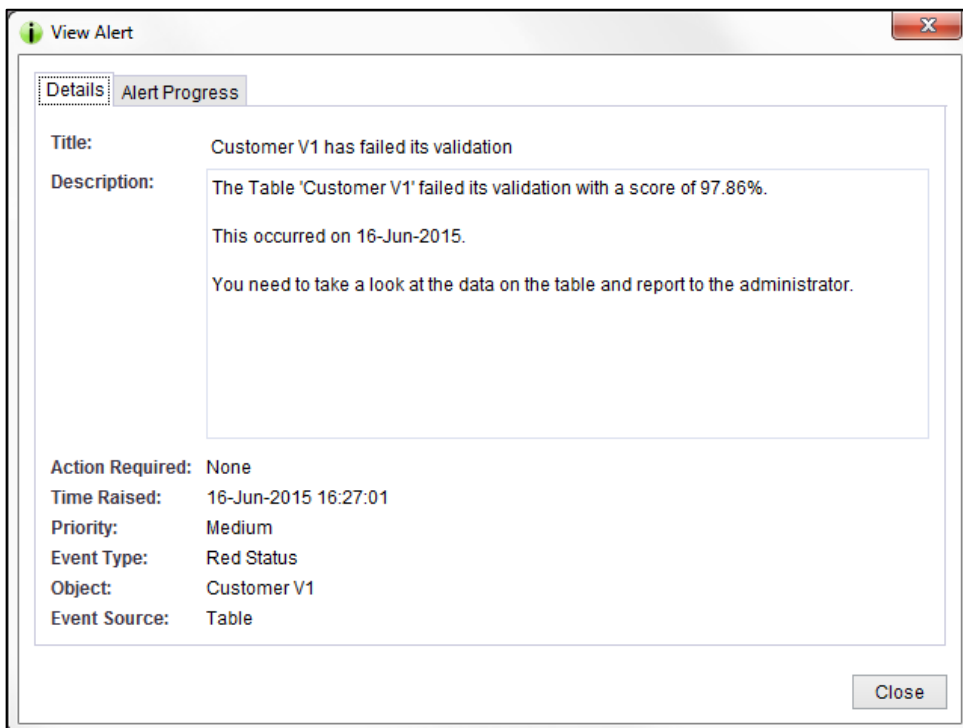 View Alert
X
Details Alert Progress
Title: Customer V1 has failed its validation
Description: The Table 'Customer V1' failed its validation with a score of 97.86%.
This occurred on 16-Jun-2015.
You need to take a look at the data on the table and report to the administrator.
Action Required: None
Time Raised: 16-Jun-2015 16:27:01
Priority: Medium
Event Type: Red Status
Object: Customer V1
Event Source: Table
Close